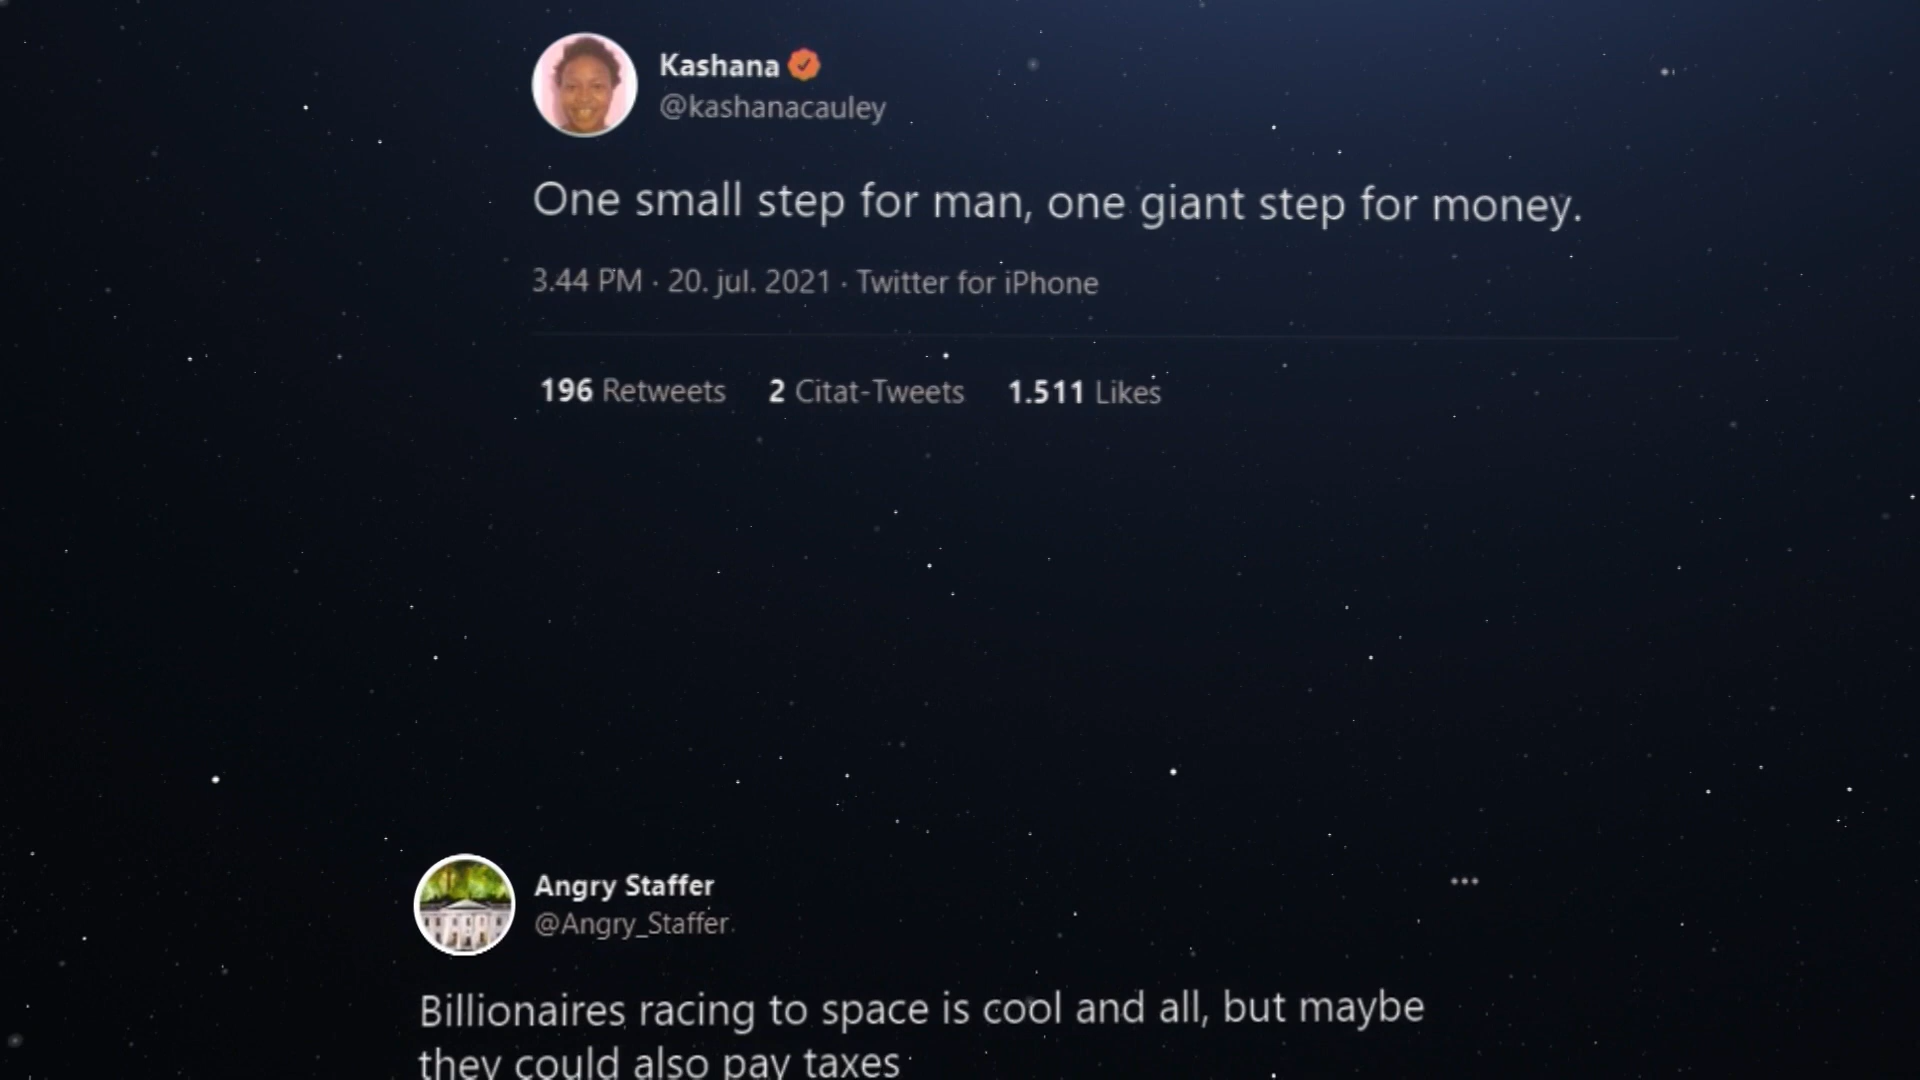 Kashana
@kashanacauley
One small step for man, one giant step for money.
3.44 PM · 20. jul. 2021 · Twitter for iPhone
196 Retweets 2 Citat-Tweets 1.511 Likes
Angry Staffer
@Angry_Staffer
Billionaires racing to space is cool and all, but maybe
they could also pay taxes